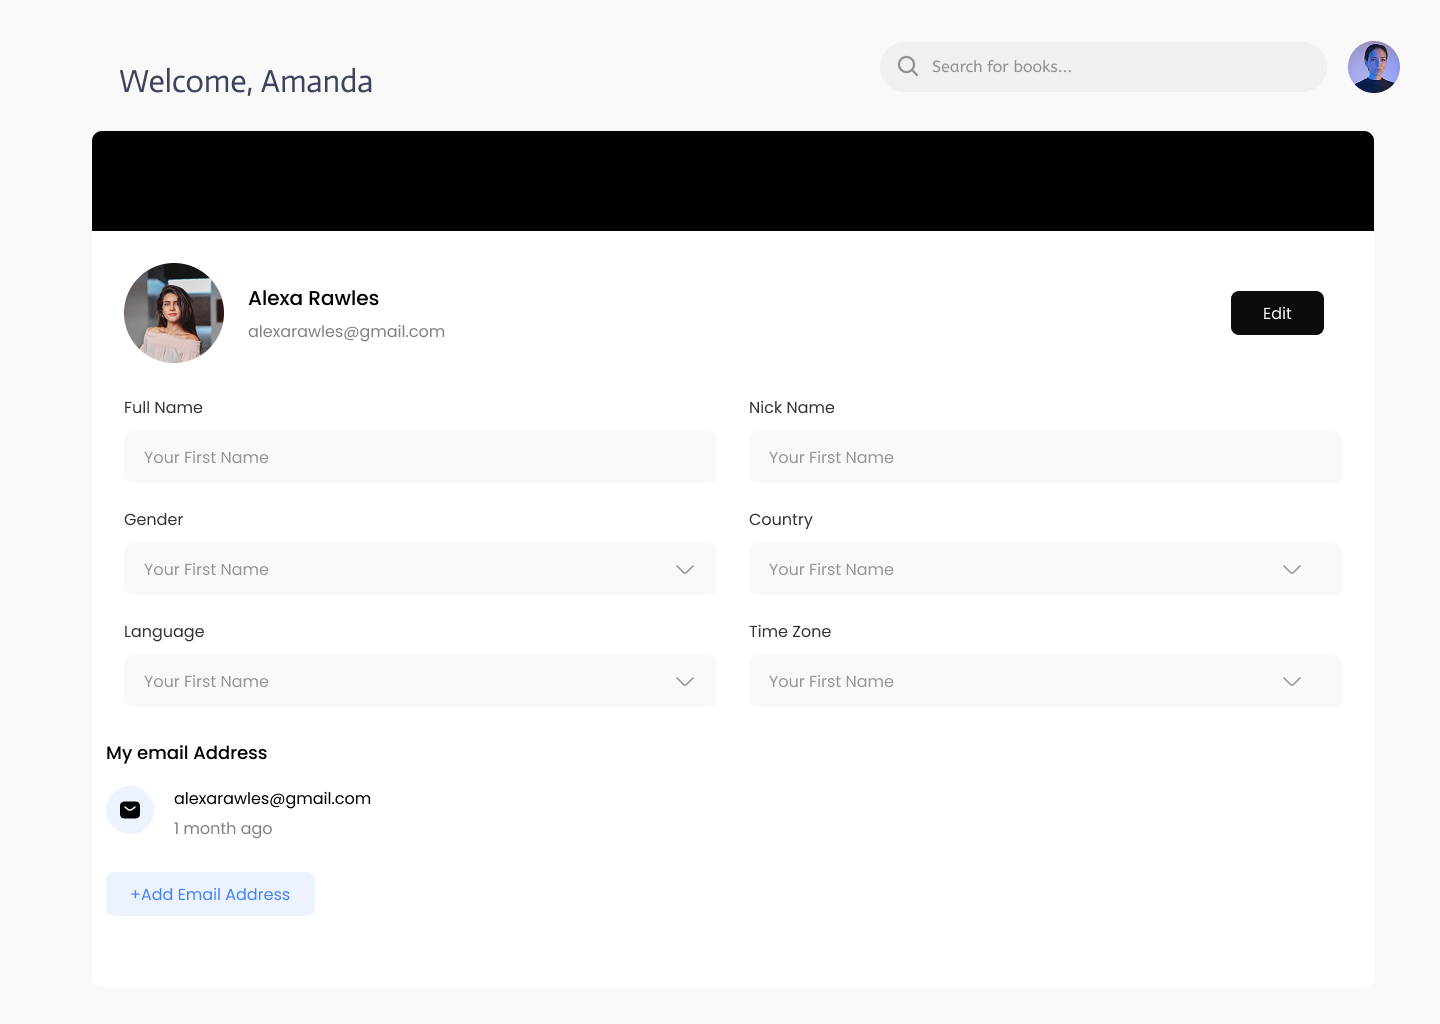 Welcome, Amanda
Search for books...
Alexa Rawles
alexarawles@gmail.com
Edit
Full Name
Nick Name
Your First Name
Your First Name
Gender
Country
Your First Name
Your First Name
Language
Time Zone
Your First Name
Your First Name
My email Address
alexarawles@gmail.com
1 month ago
+Add Email Address